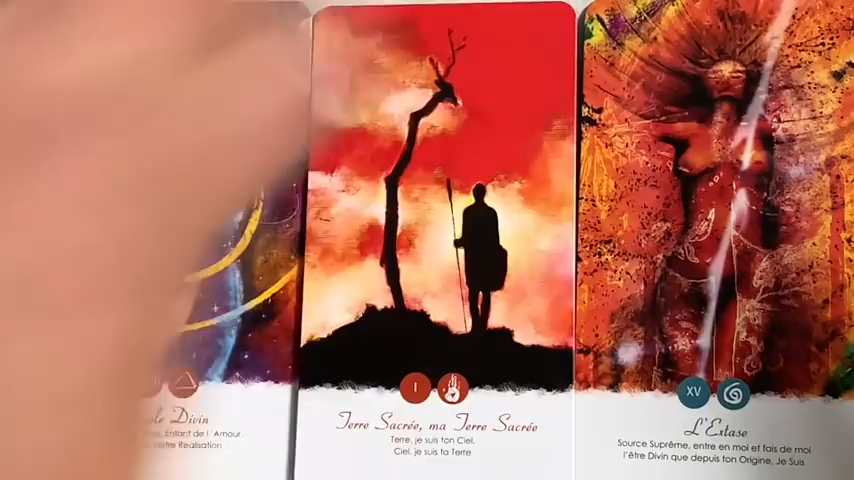 Divin
Enfant de l'Amour
notre Réalisation
I
Terre Sacrée, ma Terre Sacrée
Terre, je suis ton Ciel.
Ciel, je suis ta Terre
XV
L'Extase
Source Suprême, entre en moi et fais de moi
l'être Divin que depuis ton Origine, Je Suis